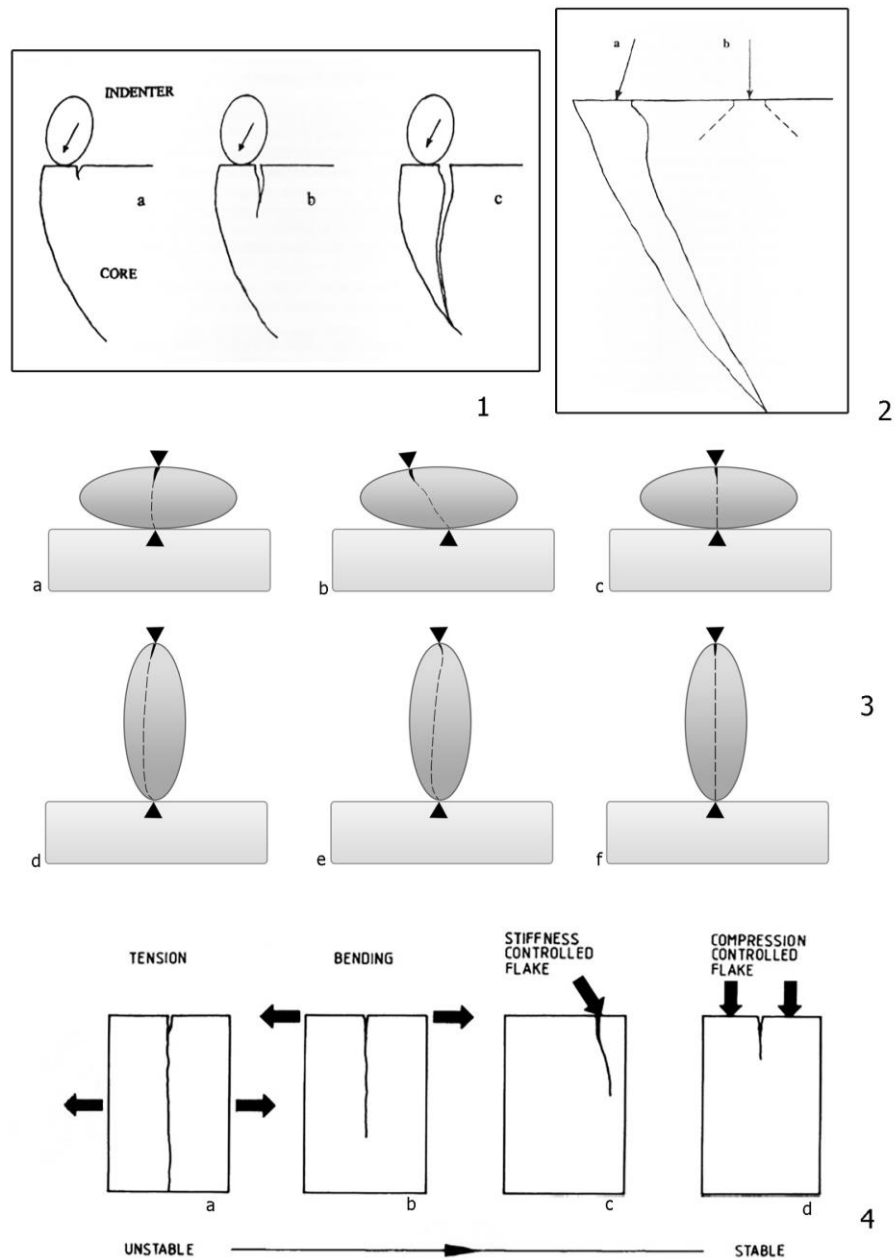 INDENTER
a
b
c
CORE
1
a
b
2
a
b
c
d
e
f
3
TENSION
BENDING
STIFFNESS
CONTROLLED
FLAKE
COMPRESSION
CONTROLLED
FLAKE
a
b
c
d
4
UNSTABLE
STABLE